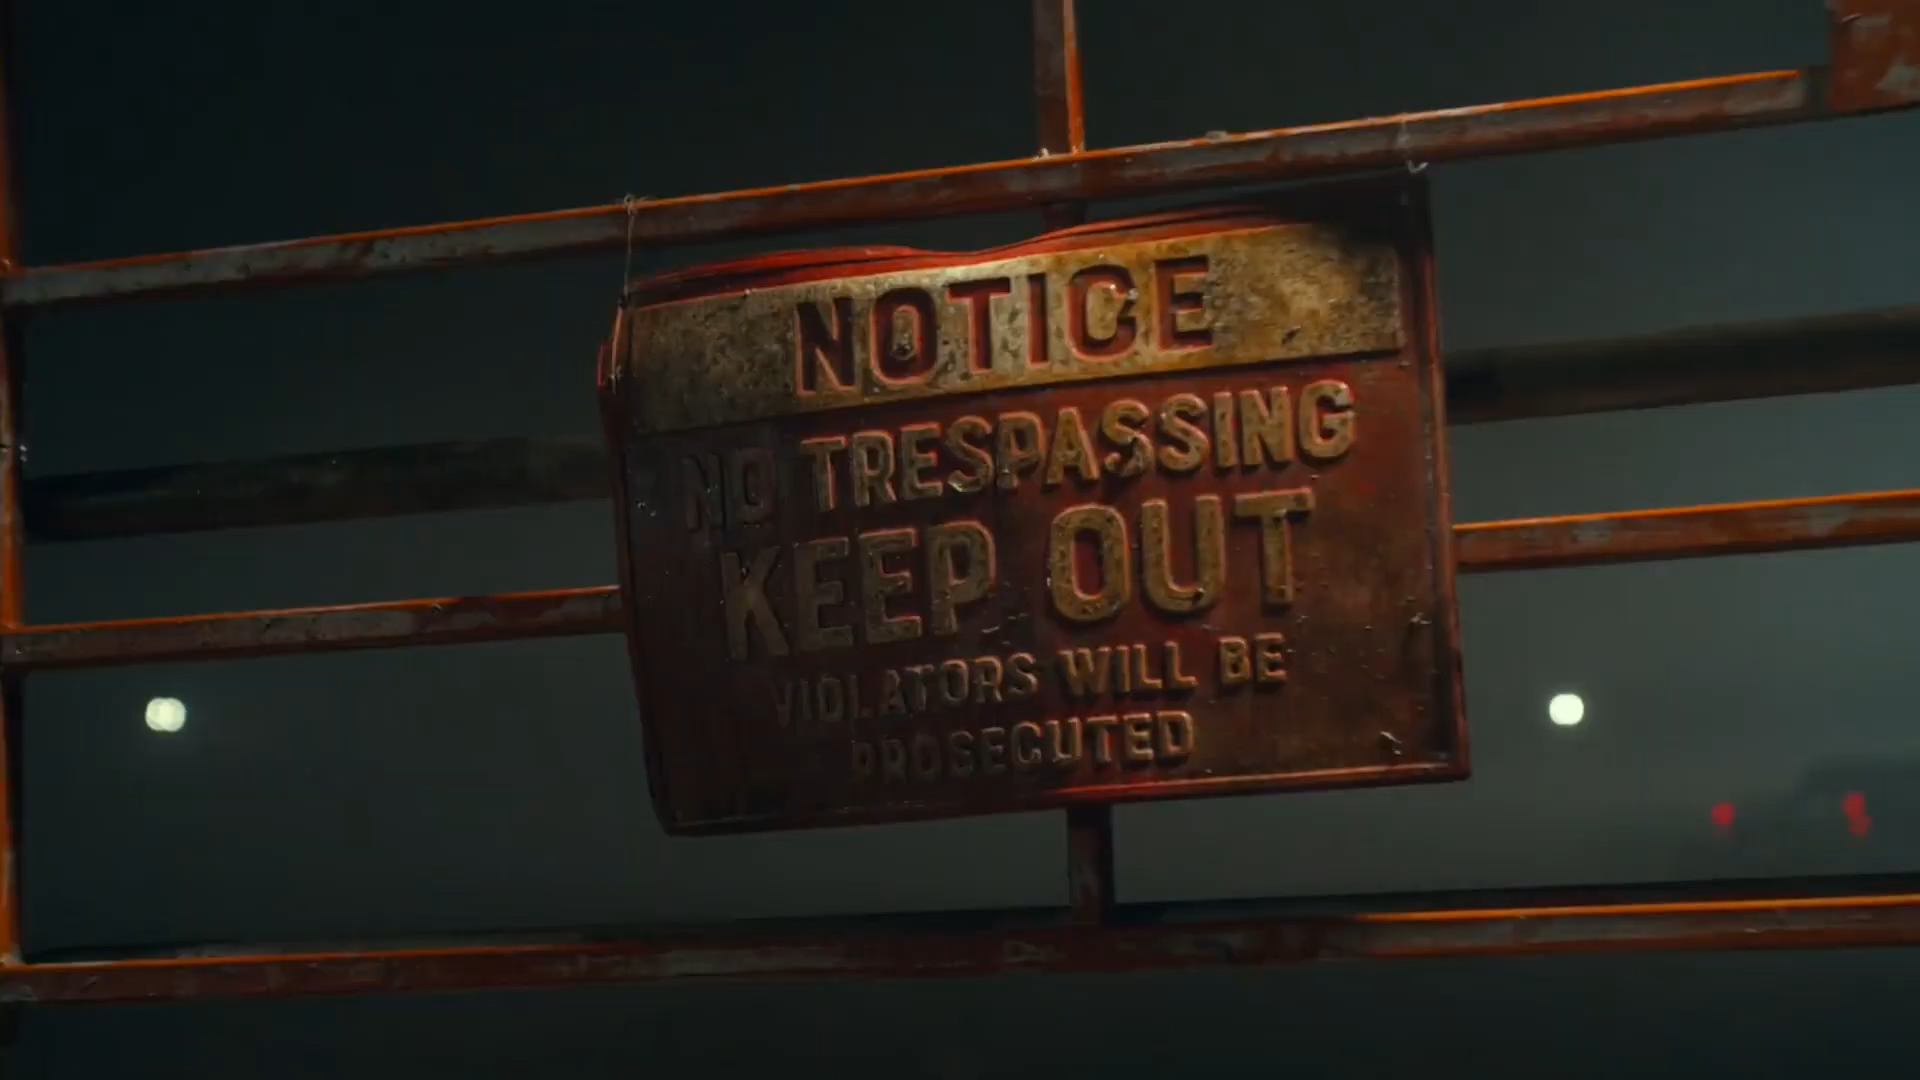 NOTICE
NO TRESPASSING
KEEP OUT
VIOLATORS WILL BE
PROSECUTED